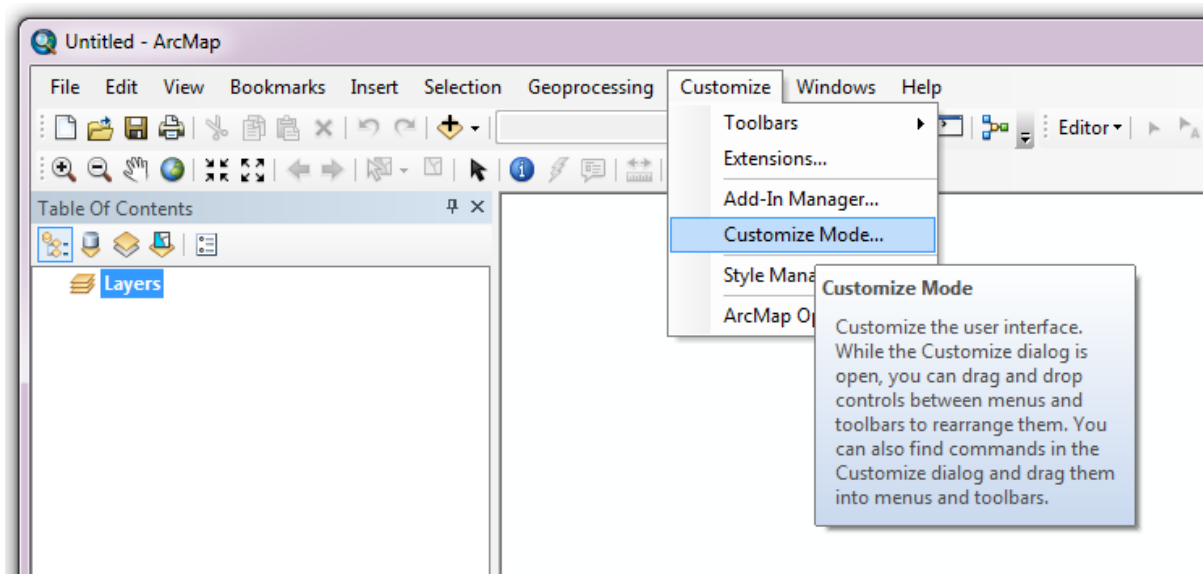 Untitled - ArcMap
File Edit View Bookmarks Insert Selection Geoprocessing Customize Windows Help
Toolbars
Editor
Extensions...
Table Of Contents
Add-In Manager...
Customize Mode...
Layers
Style Mana
Customize Mode
ArcMap Op
Customize the user interface.
While the Customize dialog is
open, you can drag and drop
controls between menus and
toolbars to rearrange them. You
can also find commands in the
Customize dialog and drag them
into menus and toolbars.